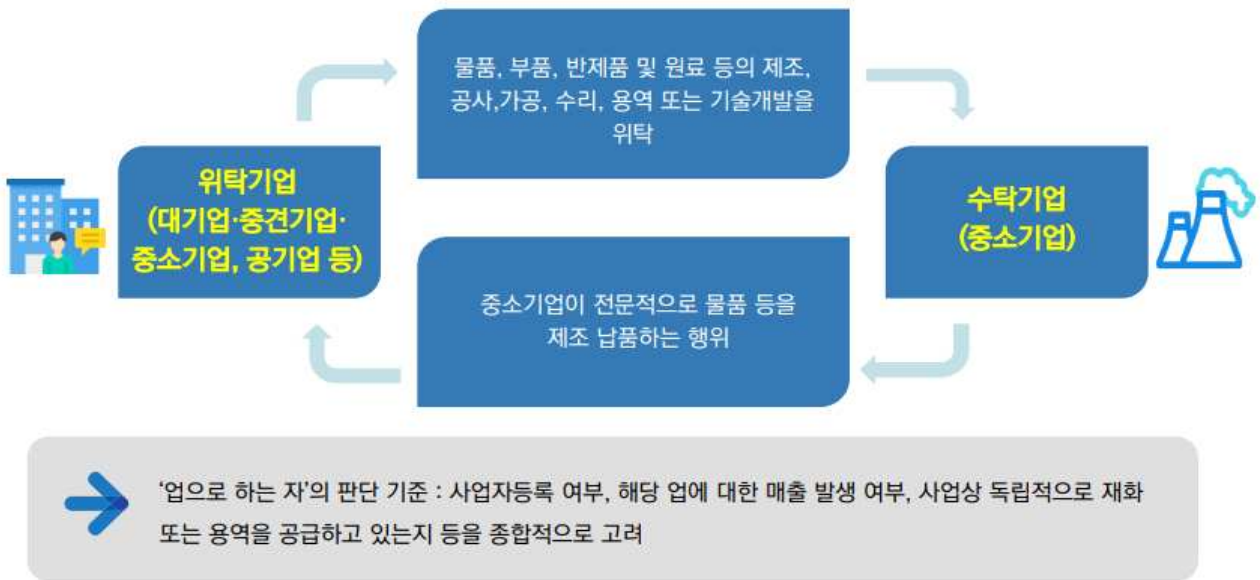 물품, 부품, 반제품 및 원료 등의 제조,
공사,가공, 수리, 용역 또는 기술개발을
위탁
위탁기업
(대기업·중견기업·
중소기업, 공기업 등)
수탁기업
(중소기업)
중소기업이 전문적으로 물품 등을
제조 납품하는 행위
‘업으로 하는 자’의 판단 기준 : 사업자등록 여부, 해당 업에 대한 매출 발생 여부, 사업상 독립적으로 재화
또는 용역을 공급하고 있는지 등을 종합적으로 고려